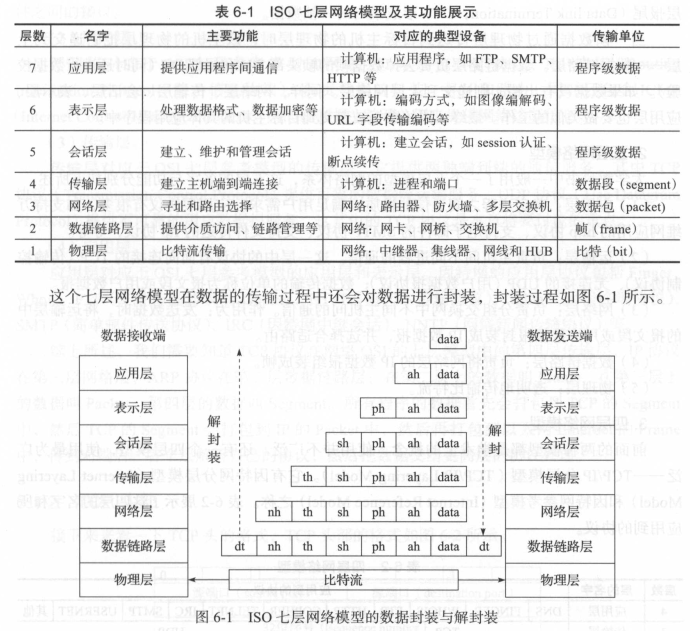 表 6-1 ISO 七层网络模型及其功能展示
层数 名字 主要功能 对应的典型设备 传输单位
7 应用层 提供应用程序间通信 计算机：应用程序，如 FTP、SMTP、HTTP 等 程序级数据
6 表示层 处理数据格式、数据加密等 计算机：编码方式，如图像编解码、URL 字段传输编码等 程序级数据
5 会话层 建立、维护和管理会话 计算机：建立会话，如 session 认证、断点续传 程序级数据
4 传输层 建立主机端到端连接 计算机：进程和端口 数据段（segment）
3 网络层 寻址和路由选择 网络：路由器、防火墙、多层交换机 数据包（packet）
2 数据链路层 提供介质访问、链路管理等 网络：网卡、网桥、交换机 帧（frame）
1 物理层 比特流传输 网络：中继器、集线器、网线和 HUB 比特（bit）
这个七层网络模型在数据的传输过程中还会对数据进行封装，封装过程如图 6-1 所示。
数据接收端 data 数据发送端
应用层 ah data 应用层
表示层 ph ah data 表示层
会话层 sh ph ah data 会话层
传输层 th sh ph ah data 传输层
网络层 nh th sh ph ah data 网络层
数据链路层 dt nh th sh ph ah data dt 数据链路层
物理层 比特流 物理层
解封装
封
图 6-1 ISO 七层网络模型的数据封装与解封装